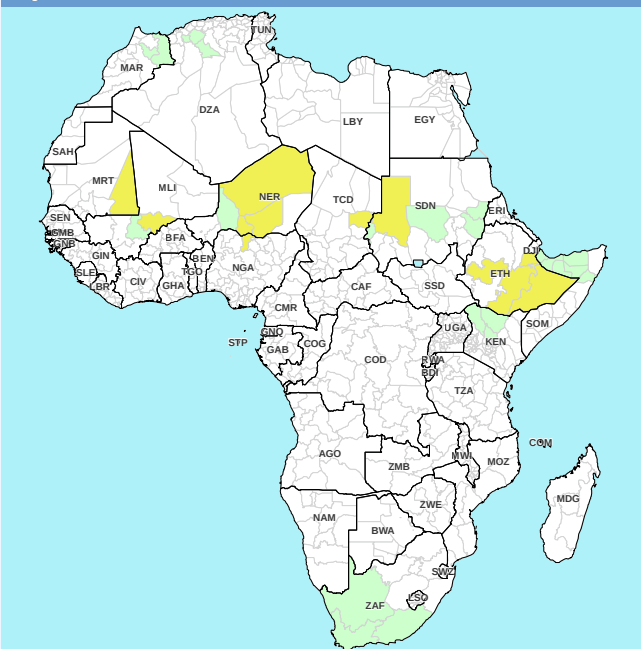 TUN
MAR
DZA
LBY
EGY
SAH
MRT
MLI
NER
TCD
SDN
ERI
SEN
GMB
GNB
BFA
DJI
GIN
BEN
NGA
ETH
SLE
TGO
LBR
CIV
GHA
CAF
SSD
CMR
SOM
GNQ
UGA
STP
GAB
COG
KEN
COD
RWA
BDI
TZA
COM
AGO
MWI
MOZ
ZMB
MDG
ZWE
NAM
BWA
SWZ
LSO
ZAF